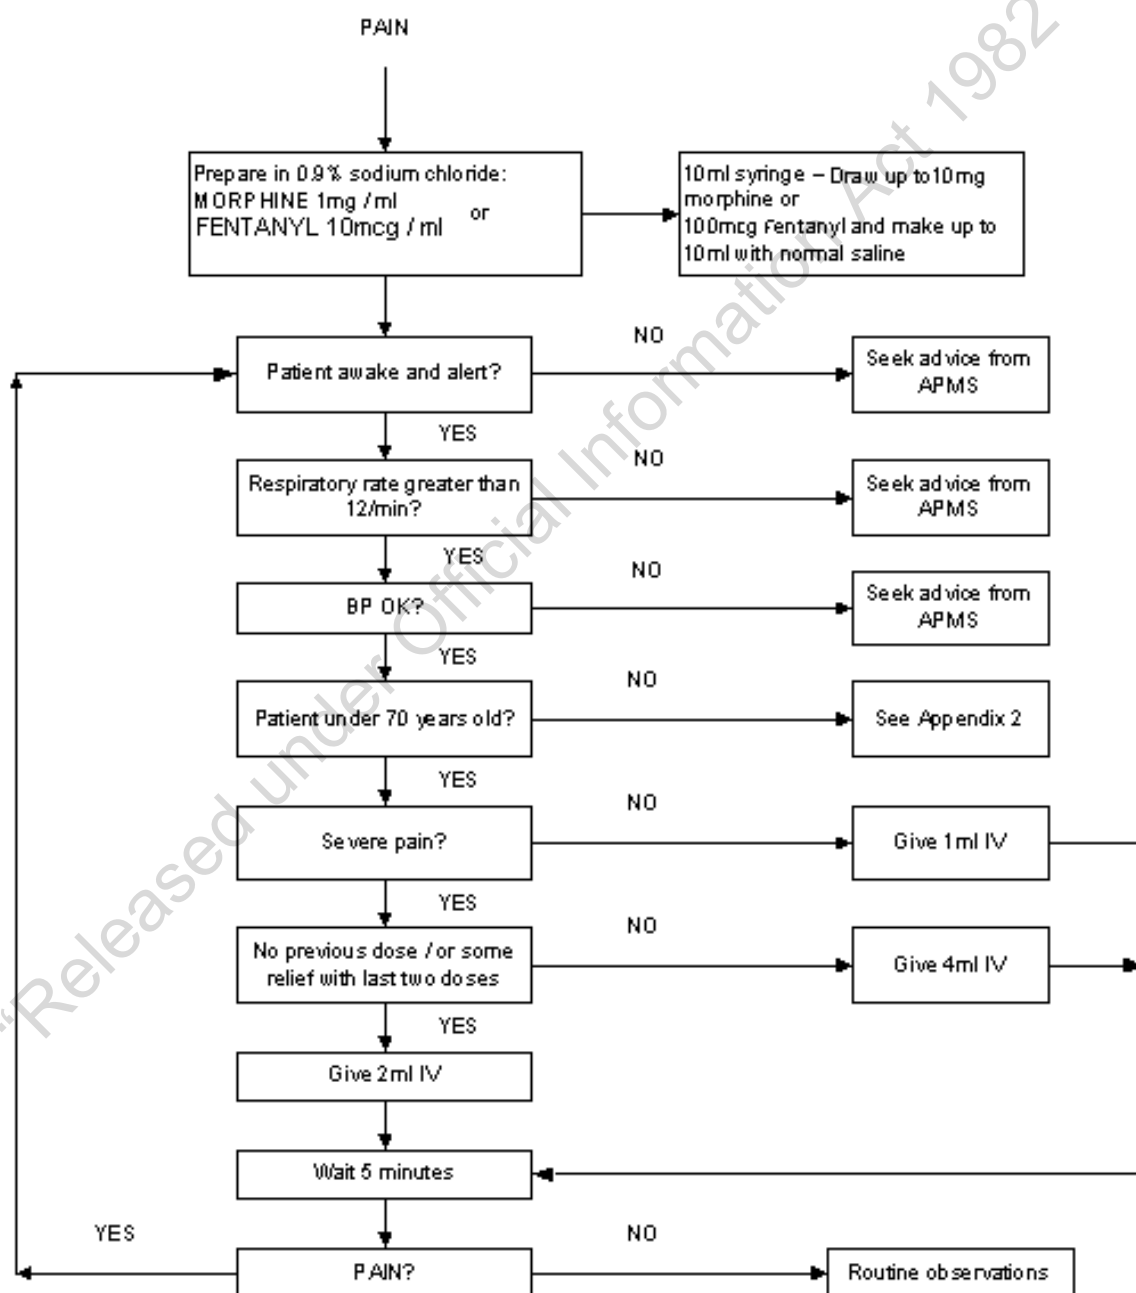 PAIN
Prepare in 0.9% sodium chloride:
MORPHINE 1mg / ml
or
FENTANYL 10mcg / ml
10ml syringe – Draw up to 10mg
morphine or
100mcg Fentanyl and make up to
10ml with normal saline
Patient awake and alert?
NO
Seek advice from
APMS
YES
Respiratory rate greater than
12/min?
NO
Seek advice from
APMS
YES
BP OK?
NO
Seek advice from
APMS
YES
Patient under 70 years old?
NO
See Appendix 2
YES
Severe pain?
NO
Give 1ml IV
YES
No previous dose / or some
relief with last two doses
NO
Give 4ml IV
YES
Give 2ml IV
Wait 5 minutes
YES
PAIN?
NO
Routine observations
“Released under Official Information Act 1982